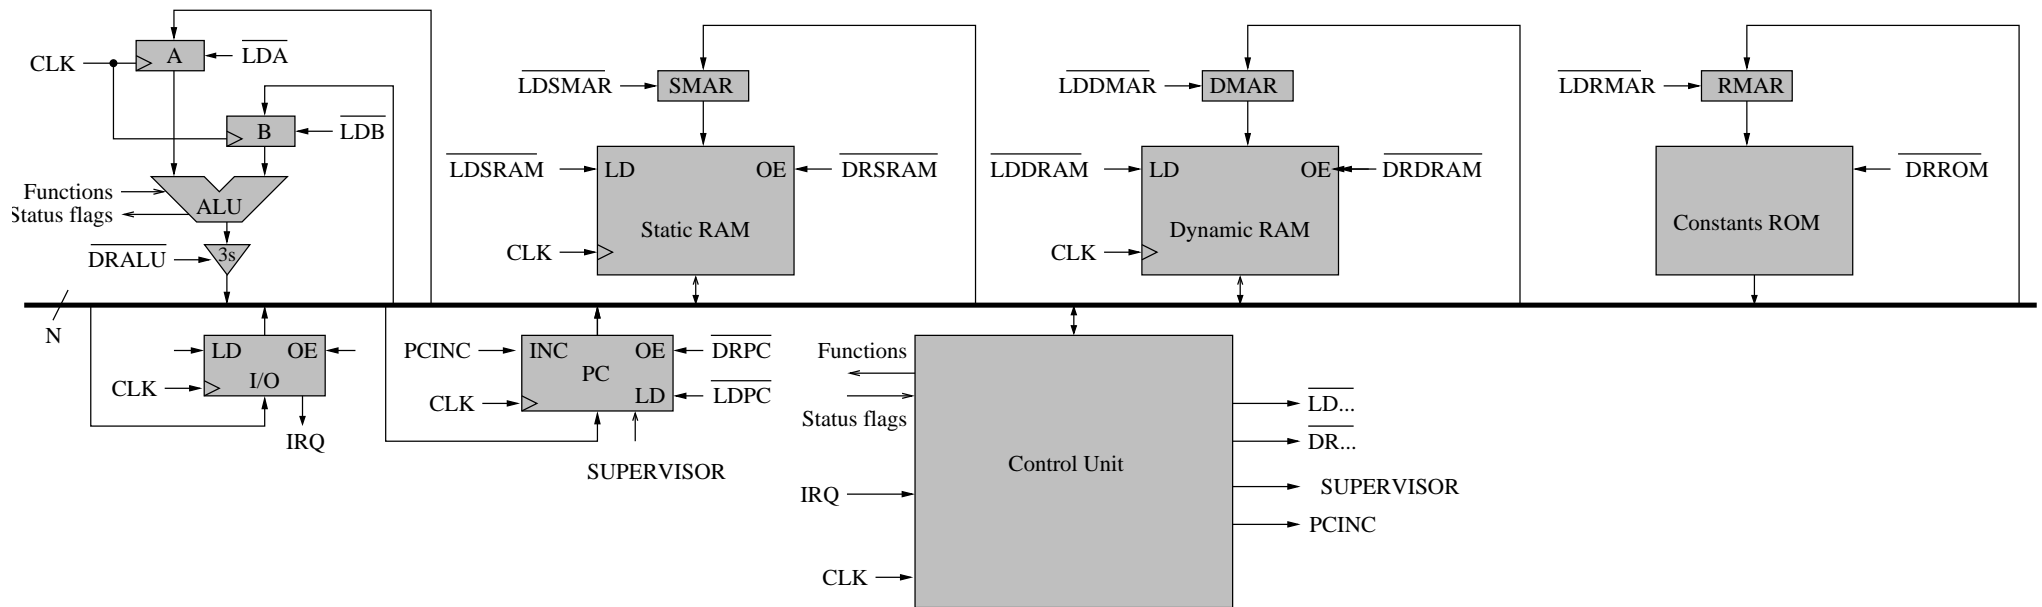 CLK
A
LDA
B
LDB
Functions
Status flags
ALU
DRALU
3s
LDSMAR
SMAR
LDSRAM
LD
OE
DRSRAM
Static RAM
CLK
LDDMAR
DMAR
LDDRAM
LD
OE
DRDRAM
Dynamic RAM
CLK
LDRMAR
RMAR
DRROM
Constants ROM
N
LD
OE
I/O
CLK
IRQ
PCINC
INC
OE
DRPC
PC
LD
LDPC
CLK
SUPERVISOR
Functions
Status flags
IRQ
CLK
Control Unit
LD...
DR...
SUPERVISOR
PCINC